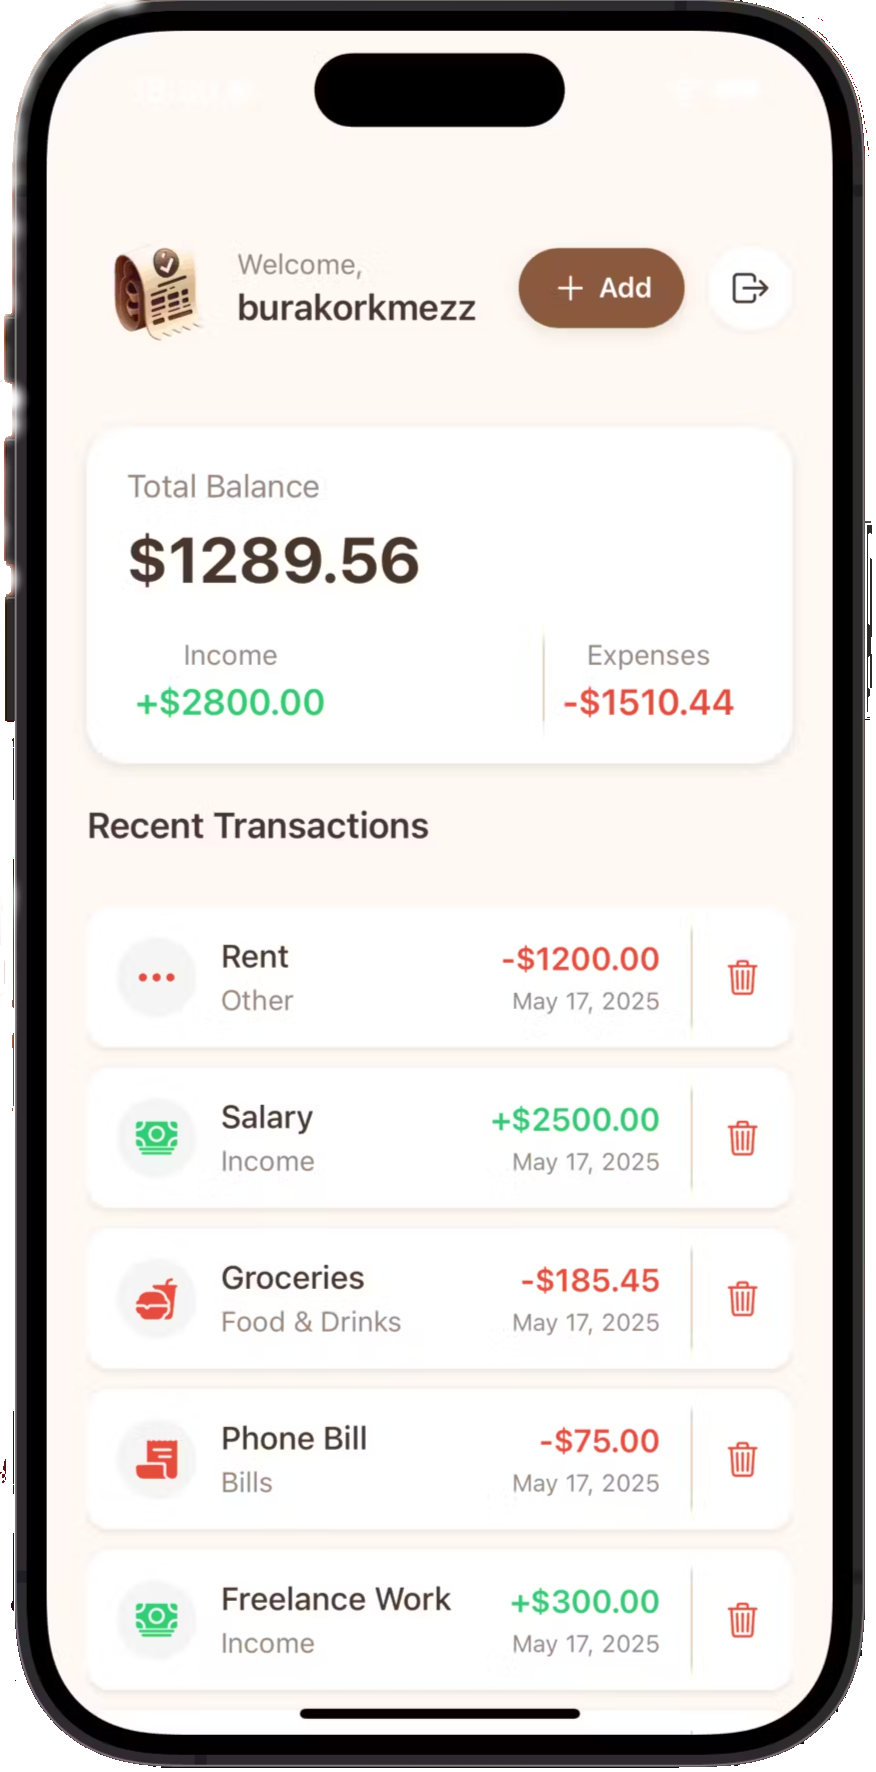 Welcome,
burakorkmezz
Add
Total Balance
$1289.56
Income
Expenses
+$2800.00
-$1510.44
Recent Transactions
Rent
-$1200.00
Other
May 17, 2025
Salary
+$2500.00
Income
May 17, 2025
Groceries
-$185.45
Food & Drinks
May 17, 2025
Phone Bill
-$75.00
Bills
May 17, 2025
Freelance Work
+$300.00
Income
May 17, 2025